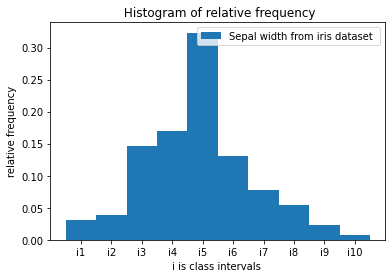 Histogram of relative frequency
Sepal width from iris dataset
relative frequency
0.30
0.25
0.20
0.15
0.10
0.05
0.00
i1 i2 i3 i4 i5 i6 i7 i8 i9 i10
i is class intervals